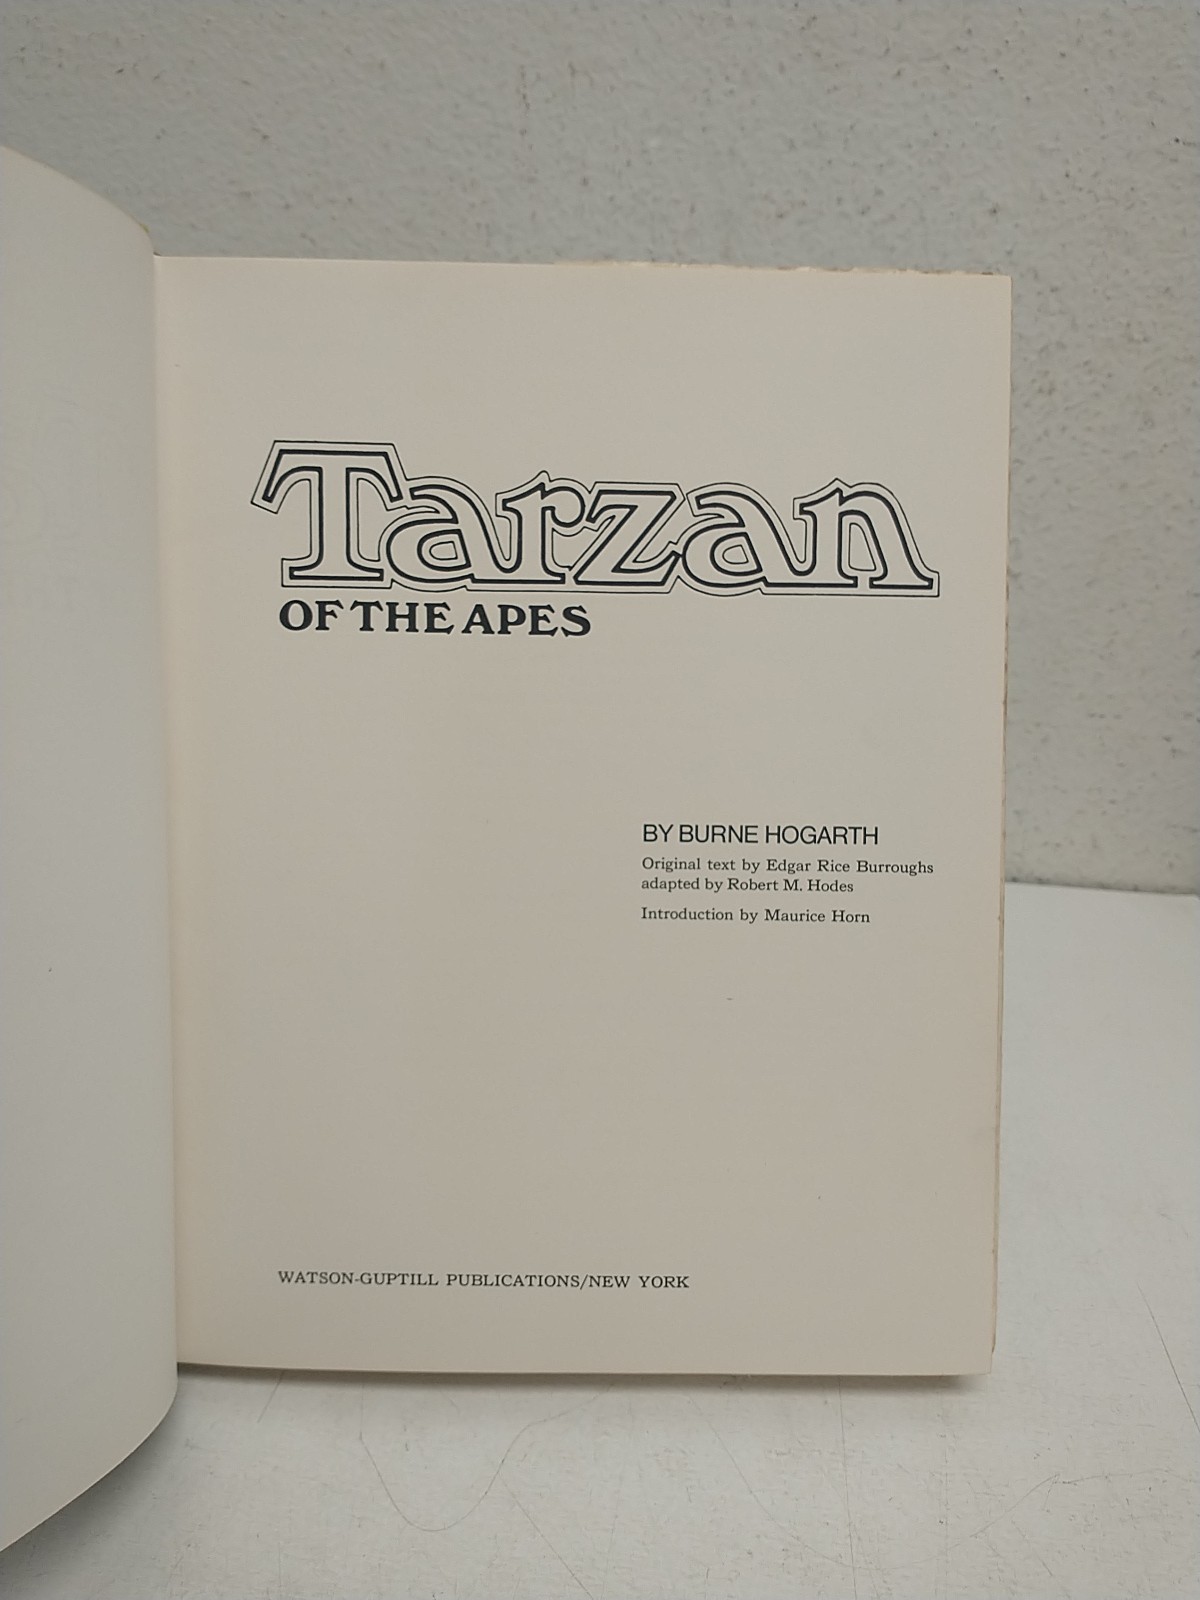 Tarzan
OF THE APES
BY BURNE HOGARTH
Original text by Edgar Rice Burroughs
adapted by Robert M. Hodes
Introduction by Maurice Horn
WATSON-GUPTILL PUBLICATIONS/NEW YORK